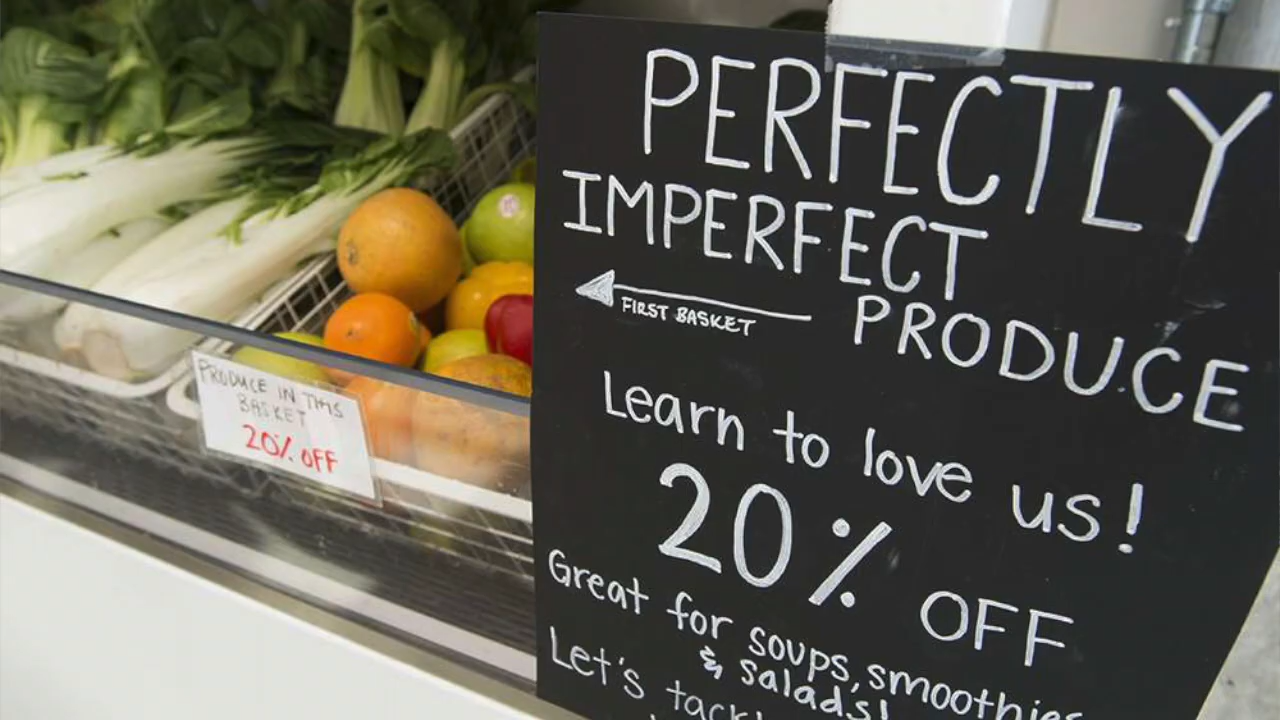 PERFECTLY
IMPERFECT
PRODUCE
FIRST BASKET
Learn to love us!
20% OFF
Great for soups, smoothies
& salads!
Let's
PRODUCE IN THIS
BASKET
20% OFF